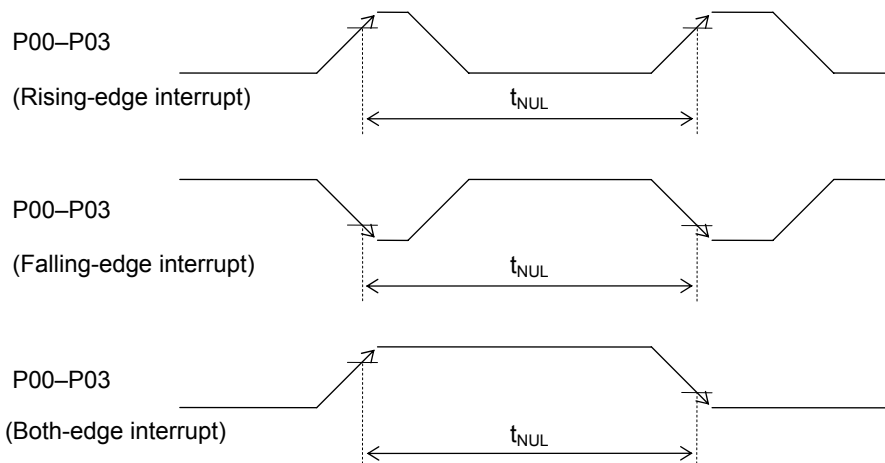 P00–P03
(Rising-edge interrupt)
tNUL
P00–P03
(Falling-edge interrupt)
tNUL
P00–P03
(Both-edge interrupt)
tNUL